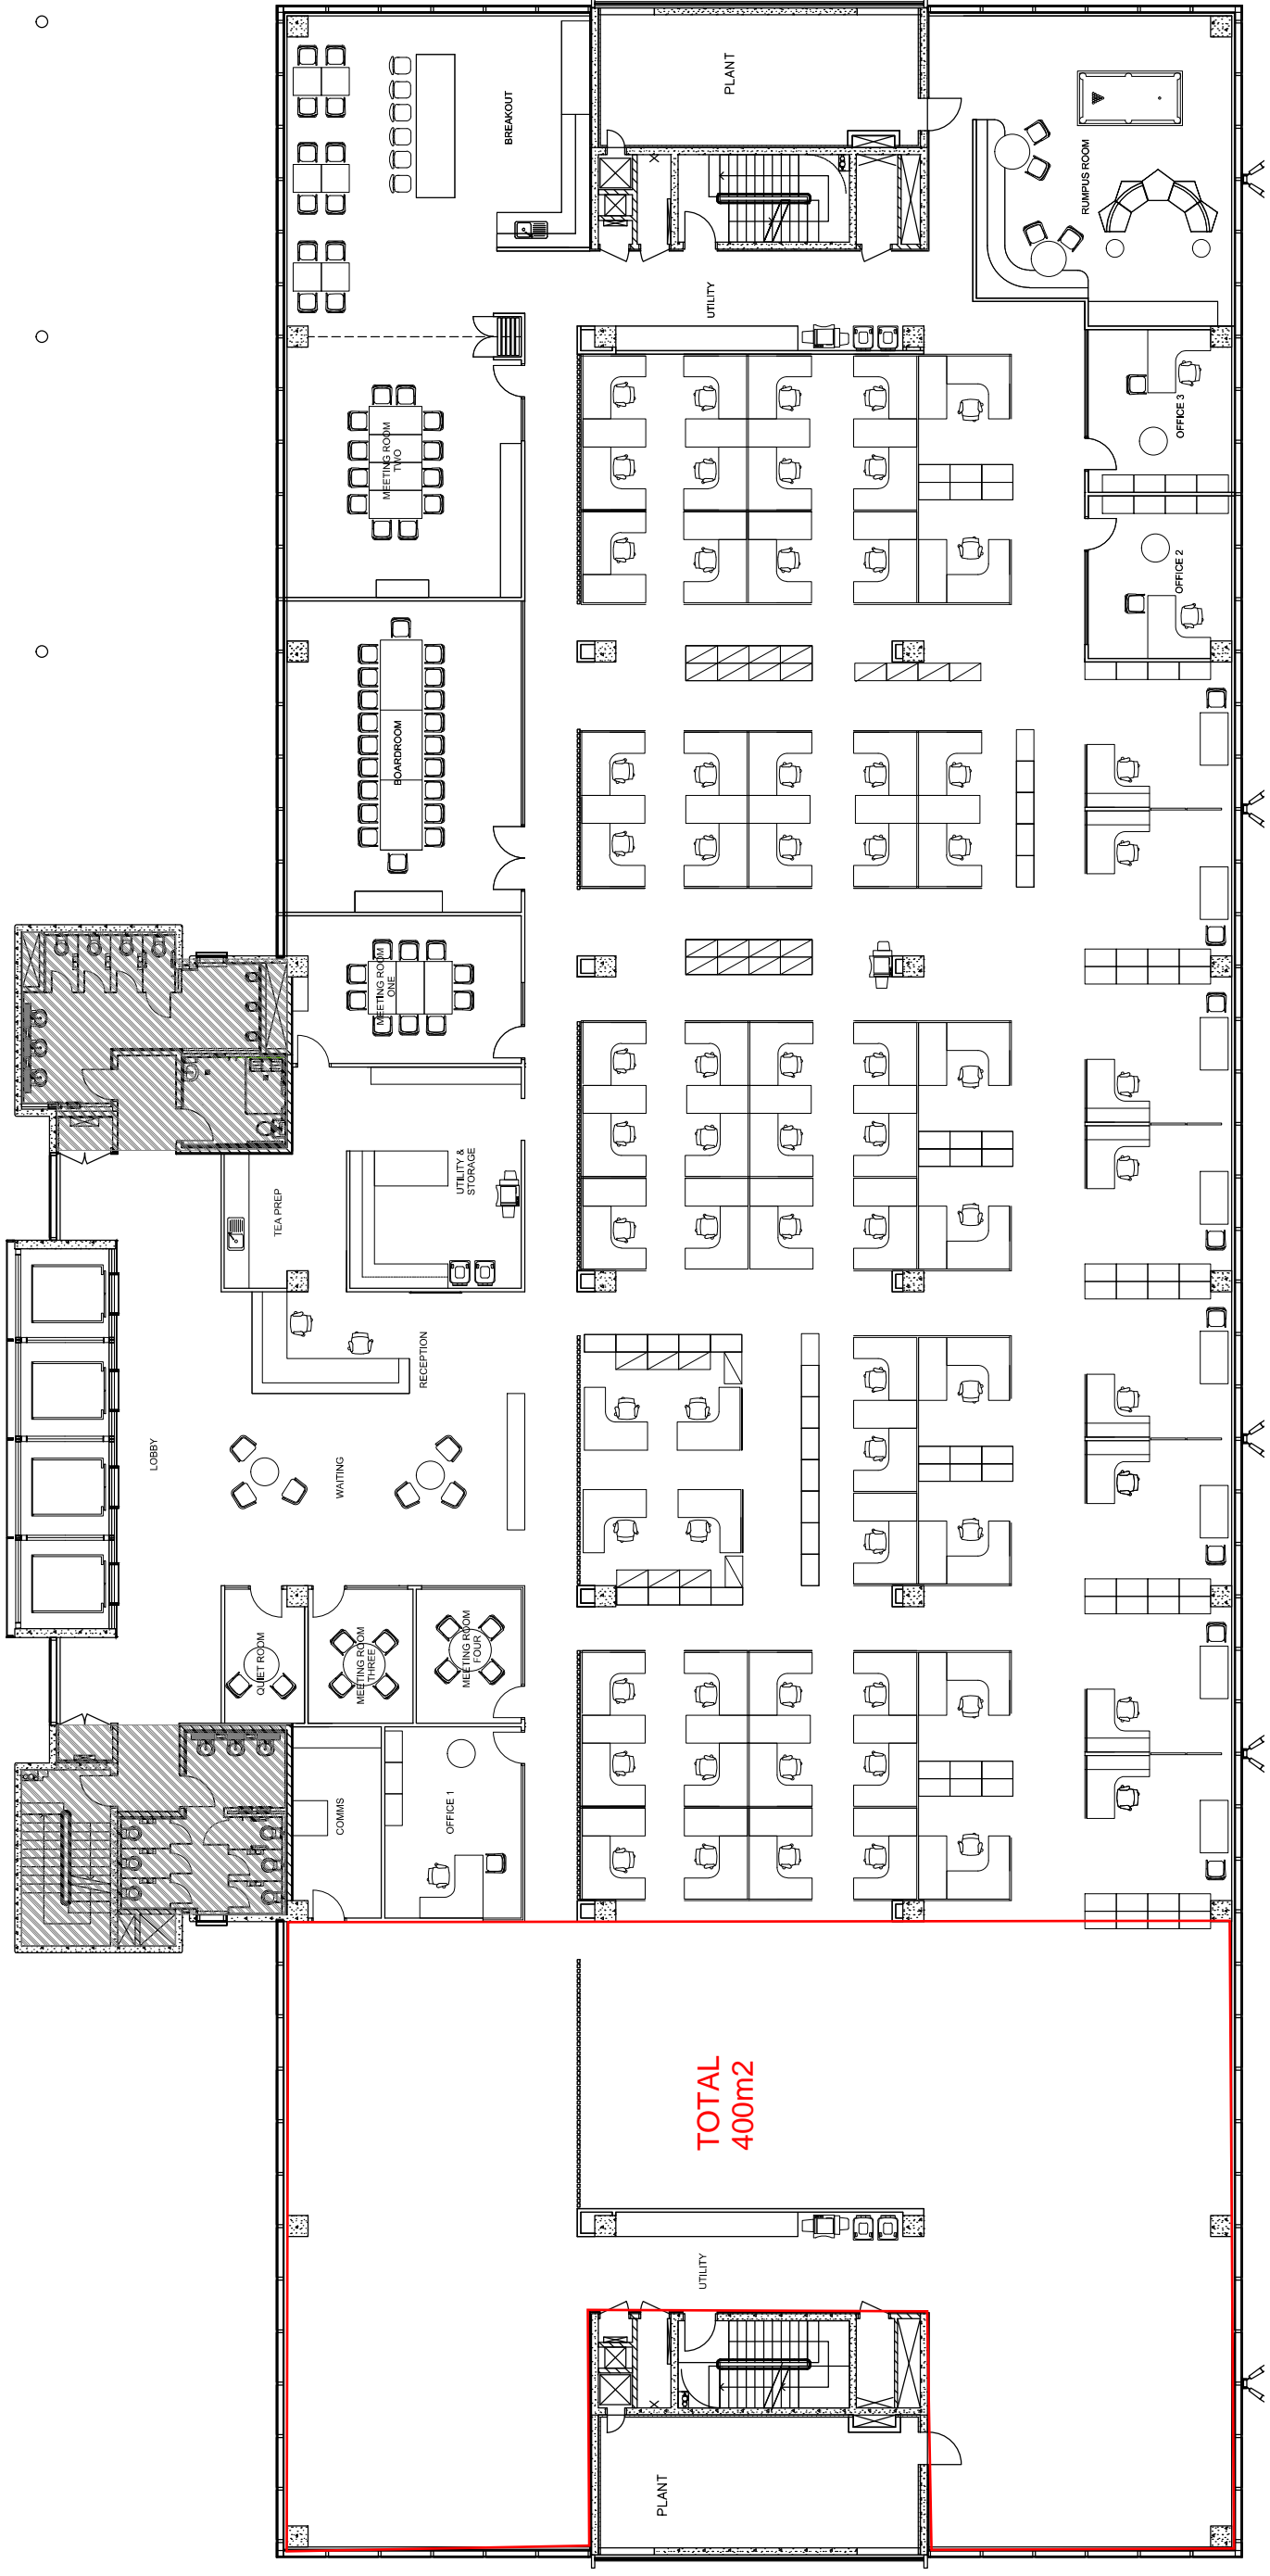 PLANT
BREAKOUT
RUMPUS ROOM
UTILITY
MEETING ROOM
TWO
OFFICE 3
OFFICE 2
BOARDROOM
MEETING ROOM
ONE
UTILITY &
STORAGE
TEA PREP
RECEPTION
LOBBY
WAITING
QUIET ROOM
MEETING ROOM
THREE
MEETING ROOM
FOUR
COMMS
OFFICE 1
TOTAL
400m2
UTILITY
PLANT